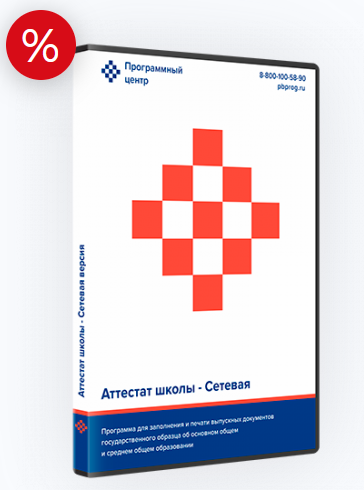 %
Программный
центр
8-800-100-58-90
pbprog.ru
Аттестат школы - Сетевая версия
Аттестат школы - Сетевая
Программа для заполнения и печати выпускных документов
государственного образца об основном общем
и среднем общем образовании